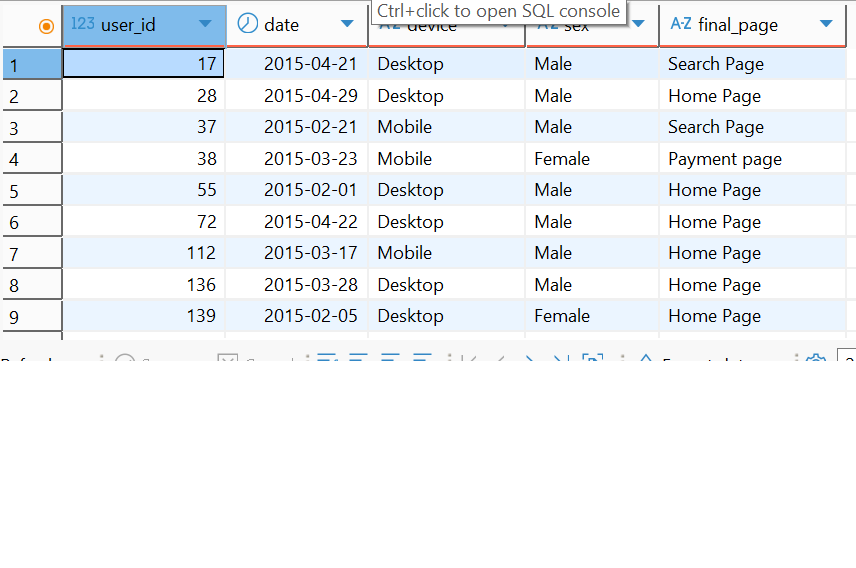 Ctrl+click to open SQL console
123 user_id date device A-Z sex A-Z final_page
1 17 2015-04-21 Desktop Male Search Page
2 28 2015-04-29 Desktop Male Home Page
3 37 2015-02-21 Mobile Male Search Page
4 38 2015-03-23 Mobile Female Payment page
5 55 2015-02-01 Desktop Male Home Page
6 72 2015-04-22 Desktop Male Home Page
7 112 2015-03-17 Mobile Male Home Page
8 136 2015-03-28 Desktop Male Home Page
9 139 2015-02-05 Desktop Female Home Page